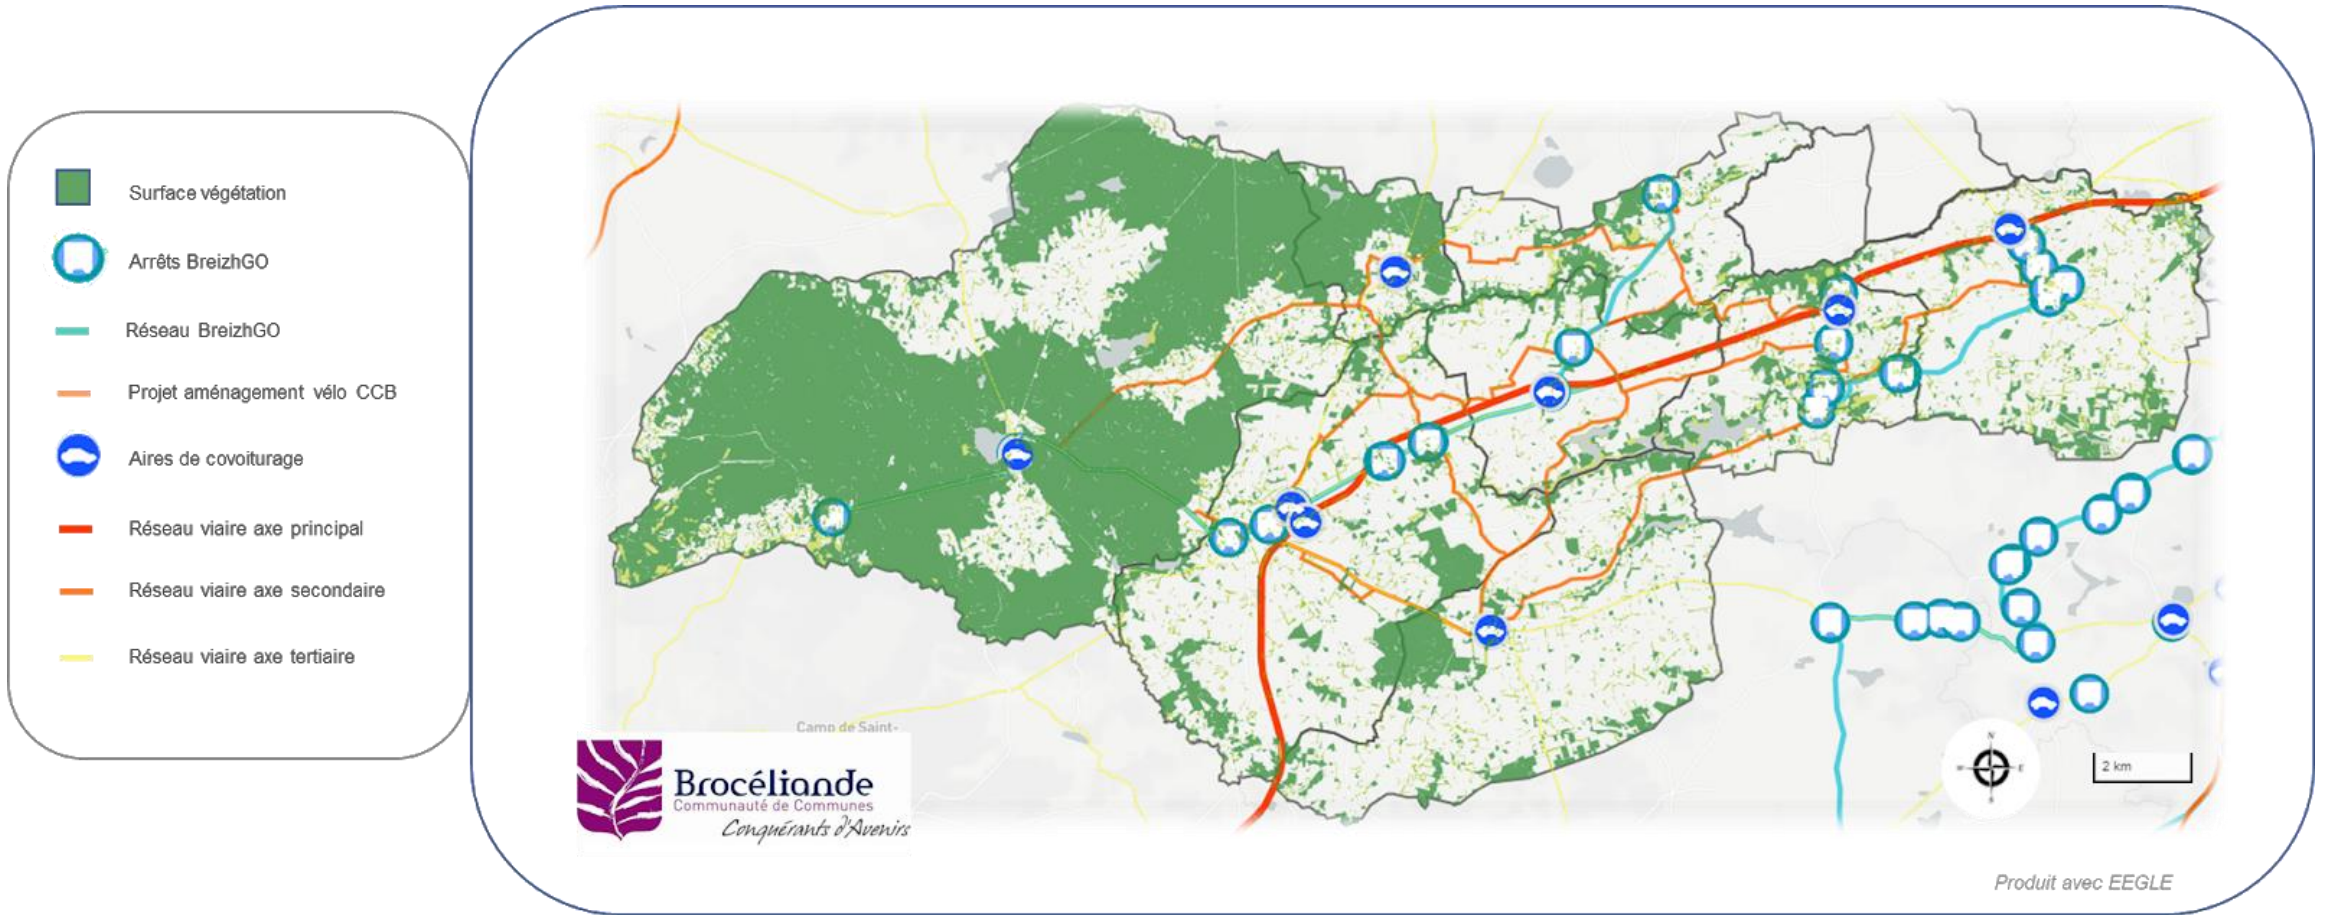 Surface végétation
Arrêts BreizhGO
Réseau BreizhGO
Projet aménagement vélo CCB
Aires de covoiturage
Réseau viaire axe principal
Réseau viaire axe secondaire
Réseau viaire axe tertiaire
Camp de Saint-
Brocéliande
Communauté de Communes
Conquérants d'Avenirs
N
W E
S
2 km
Produit avec EEGLE